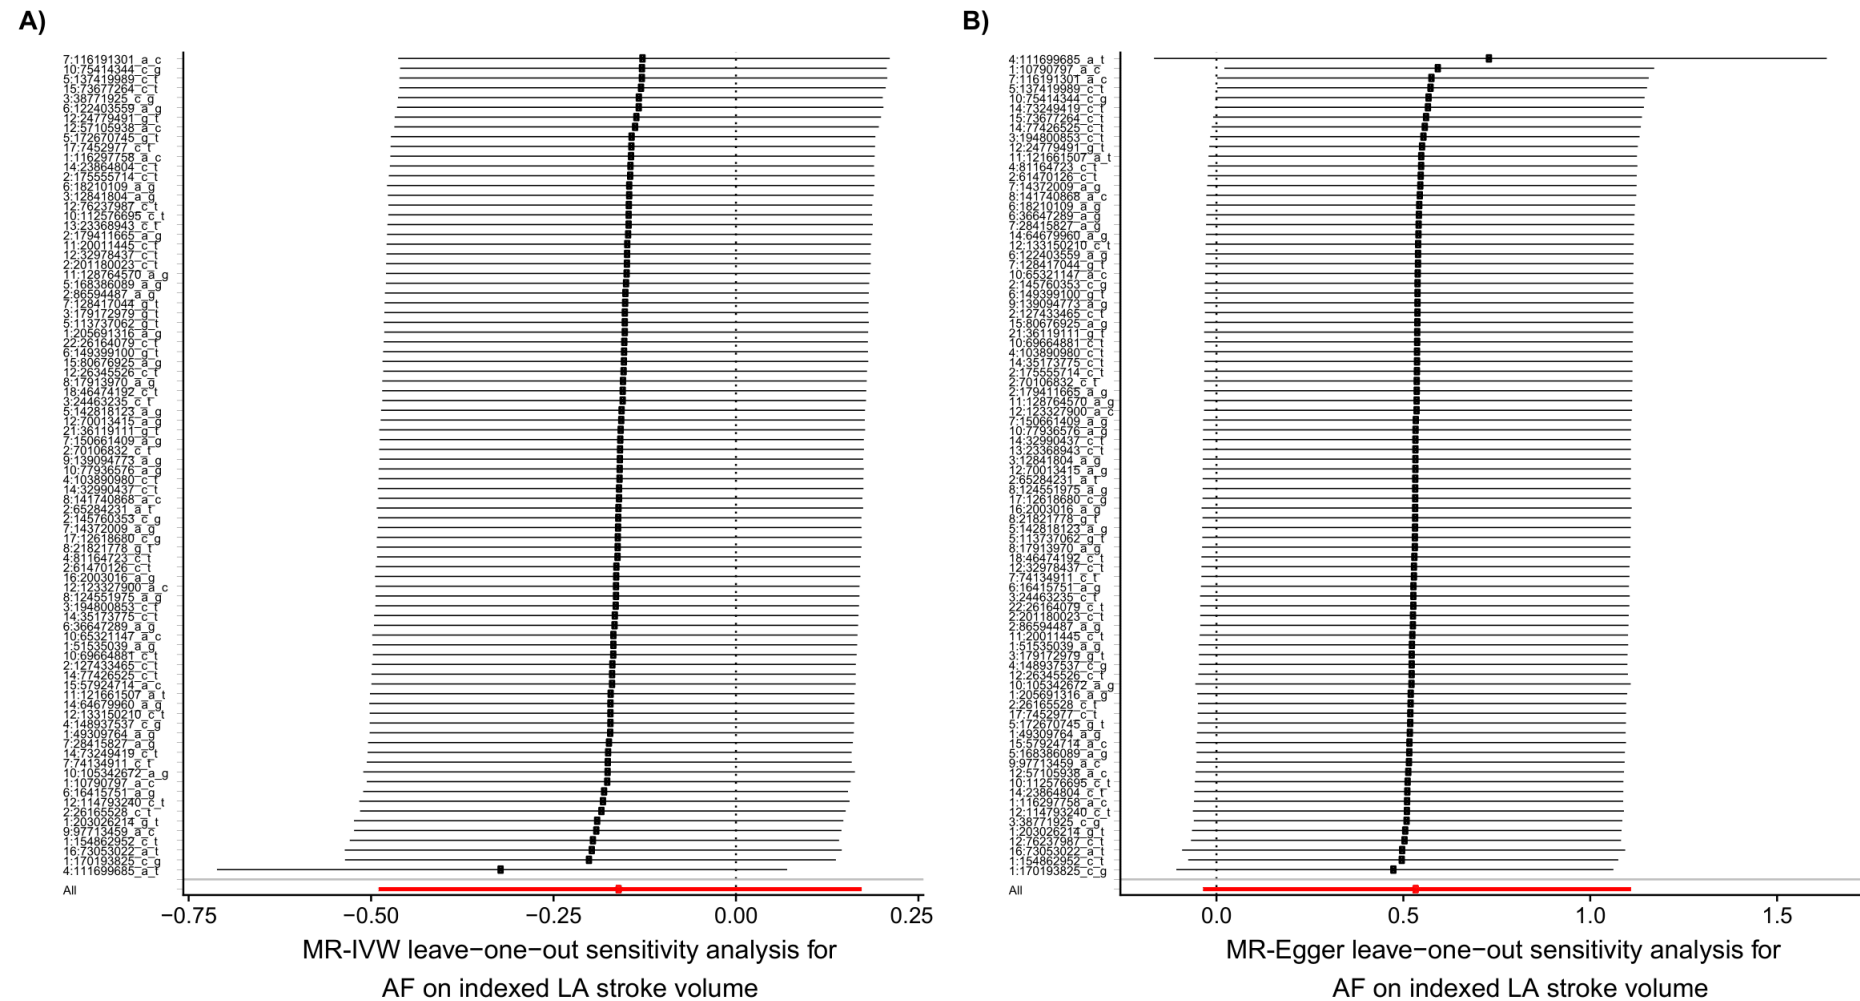 A)
7:116191301_a_c
10:75414344_c_g
5:137419989_c_t
15:73677264_c_t
3:38771925_c_g
6:122403559_a_g
12:24779491_g_t
12:57105938_a_c
5:172670745_g_t
17:7452977_c_t
1:116297758_a_c
14:23864804_c_t
2:175555714_c_t
6:18210109_a_g
3:12841804_a_g
12:76237987_c_t
10:112576695_c_t
13:23368943_c_t
2:179411665_a_g
11:20011445_c_t
12:32978437_c_t
2:201180023_c_t
11:128764570_a_g
5:168386089_a_g
2:86594487_a_g
7:128417044_g_t
3:179172979_g_t
5:113737062_g_t
1:205691316_a_g
22:26164079_c_t
6:149399100_g_t
15:80676925_a_g
12:26345526_c_t
8:17913970_a_g
18:46474192_c_t
3:24463235_c_t
5:142818123_a_g
12:70013415_a_g
21:36119111_g_t
7:150661409_a_g
2:70106832_c_t
9:139094773_a_g
10:77936576_a_g
4:103890980_c_t
14:32990437_c_t
8:141740868_a_c
2:65284231_a_t
2:145760353_c_g
7:14372009_a_g
17:12618680_c_g
8:21821778_g_t
4:81164723_c_t
2:61470126_c_t
16:2003016_a_g
12:123327900_a_c
8:124551975_a_g
3:194800853_c_t
14:35173775_c_t
6:36647289_a_g
10:65321147_a_c
1:51535039_a_g
10:69664881_c_t
2:127433465_c_t
14:77426525_c_t
15:57924714_a_c
11:121661507_a_t
14:64679960_a_g
12:133150210_c_t
4:148937537_c_g
1:49309764_a_g
7:28415827_a_g
14:73249419_c_t
7:74134911_c_t
10:105342672_a_g
1:10790797_a_c
6:16415751_a_g
12:114793240_c_t
2:26165528_c_t
1:203026214_g_t
9:97713459_a_c
1:154862952_c_t
16:73053022_a_t
1:170193825_c_g
4:111699685_a_t
All
−0.75 −0.50 −0.25 0.00 0.25
MR-IVW leave−one−out sensitivity analysis for
AF on indexed LA stroke volume
B)
4:111699685_a_t
1:10790797_a_c
7:116191301_a_c
5:137419989_c_t
10:75414344_c_g
14:73249419_c_t
15:73677264_c_t
14:77426525_c_t
3:194800853_c_t
12:24779491_g_t
11:121661507_a_t
4:81164723_c_t
2:61470126_c_t
7:14372009_a_g
8:141740868_a_c
6:18210109_a_g
6:36647289_a_g
7:28415827_a_g
14:64679960_a_g
12:133150210_c_t
6:122403559_a_g
7:128417044_g_t
10:65321147_a_c
2:145760353_c_g
6:149399100_g_t
9:139094773_a_g
2:127433465_c_t
15:80676925_a_g
21:36119111_g_t
10:69664881_c_t
4:103890980_c_t
14:35173775_c_t
2:175555714_c_t
2:70106832_c_t
2:179411665_a_g
11:128764570_a_g
12:123327900_a_c
7:150661409_a_g
10:77936576_a_g
14:32990437_c_t
13:23368943_c_t
3:12841804_a_g
12:70013415_a_g
2:65284231_a_t
8:124551975_a_g
17:12618680_c_g
16:2003016_a_g
8:21821778_g_t
5:142818123_a_g
5:113737062_g_t
8:17913970_a_g
18:46474192_c_t
12:32978437_c_t
7:74134911_c_t
6:16415751_a_g
3:24463235_c_t
22:26164079_c_t
2:201180023_c_t
2:86594487_a_g
11:20011445_c_t
1:51535039_a_g
3:179172979_g_t
4:148937537_c_g
12:26345526_c_t
10:105342672_a_g
1:205691316_a_g
2:26165528_c_t
17:7452977_c_t
5:172670745_g_t
1:49309764_a_g
15:57924714_a_c
5:168386089_a_g
9:97713459_a_c
12:57105938_a_c
10:112576695_c_t
14:23864804_c_t
1:116297758_a_c
12:114793240_c_t
3:38771925_c_g
1:203026214_g_t
12:76237987_c_t
16:73053022_a_t
1:154862952_c_t
1:170193825_c_g
All
0.0 0.5 1.0 1.5
MR-Egger leave−one−out sensitivity analysis for
AF on indexed LA stroke volume